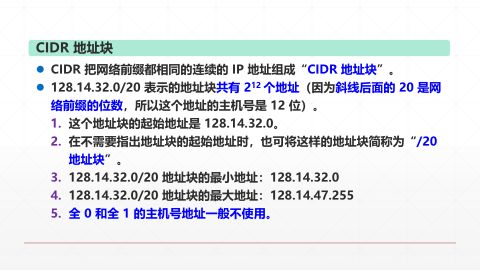 CIDR 地址块
CIDR 把网络前缀都相同的连续的 IP 地址组成“CIDR 地址块”。
128.14.32.0/20 表示的地址块共有 2¹² 个地址（因为斜线后面的 20 是网
络前缀的位数，所以这个地址的主机号是 12 位）。
1. 这个地址块的起始地址是 128.14.32.0。
2. 在不需要指出地址块的起始地址时，也可将这样的地址块简称为“/20
地址块”。
3. 128.14.32.0/20 地址块的最小地址：128.14.32.0
4. 128.14.32.0/20 地址块的最大地址：128.14.47.255
5. 全 0 和全 1 的主机号地址一般不使用。